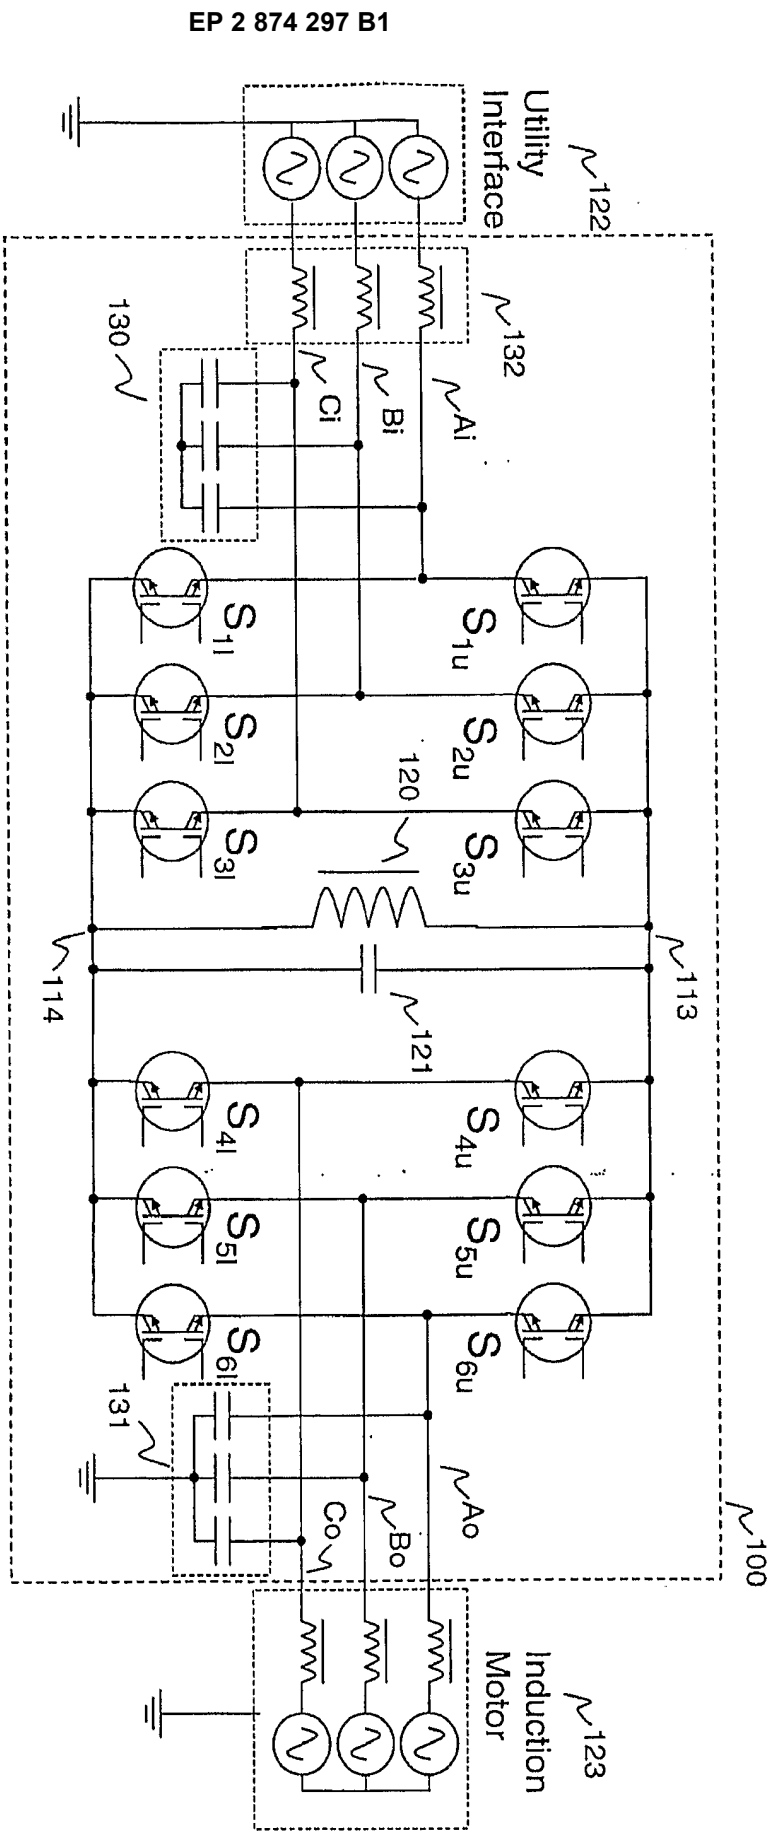 EP 2 874 297 B1
Utility
Interface
122
132
130
Ci
Bi
Ai
S1l
S1u
S2l
S2u
S3l
S3u
120
113
114
121
S4l
S4u
S5l
S5u
S6l
S6u
131
Ao
Bo
Co
100
Induction
Motor
123